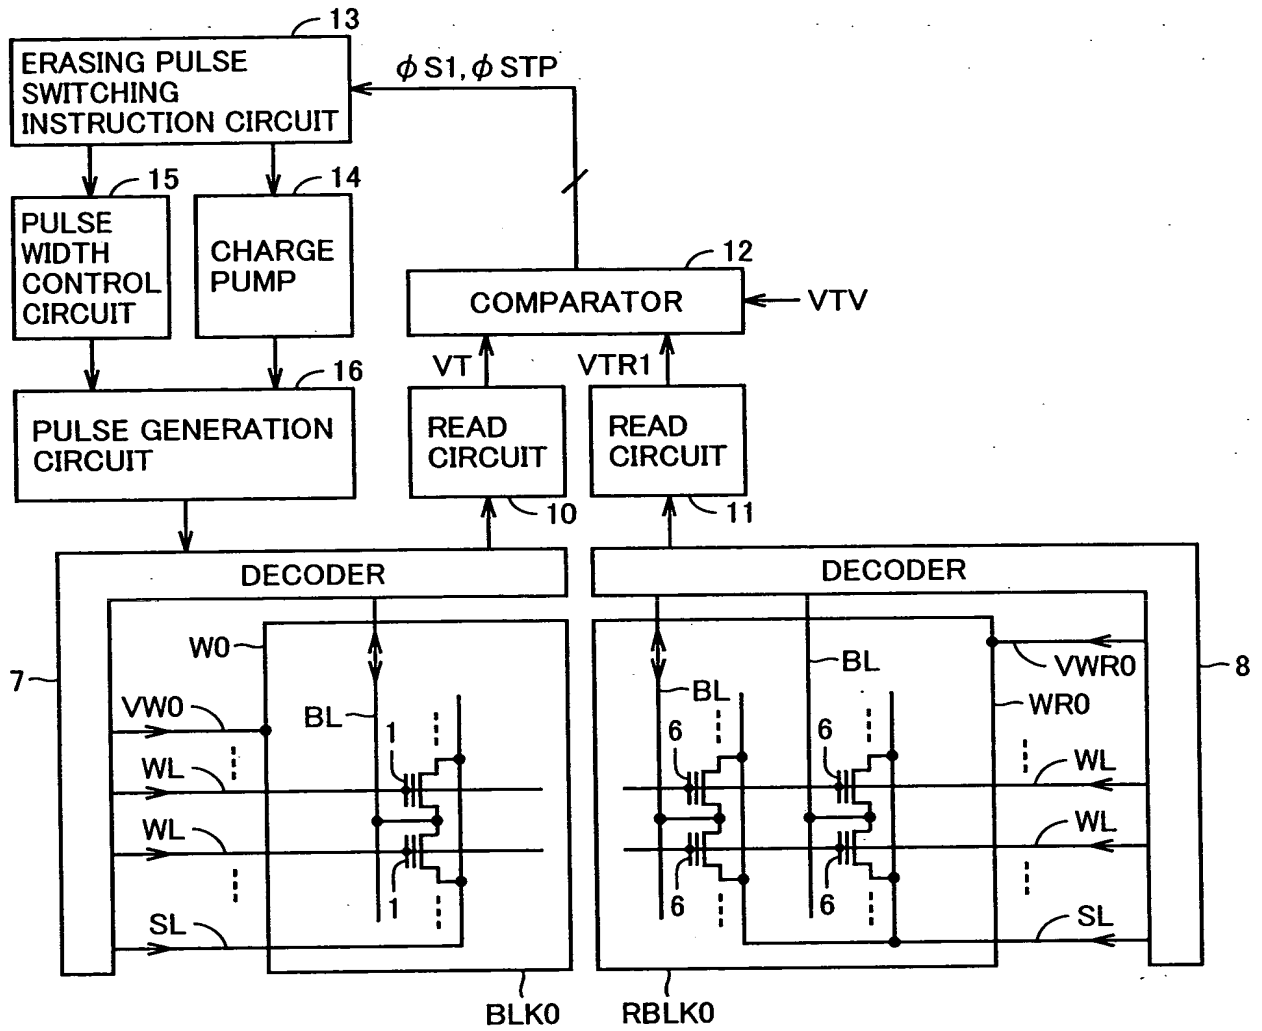 13
ERASING PULSE
SWITCHING
INSTRUCTION CIRCUIT
ϕS1, ϕSTP
15
14
PULSE
WIDTH
CONTROL
CIRCUIT
CHARGE
PUMP
12
COMPARATOR
VTV
VT
VTR1
16
PULSE GENERATION
CIRCUIT
READ
CIRCUIT
READ
CIRCUIT
10
11
DECODER
DECODER
7
W0
BL
VWR0
8
VW0
BL
BL
WR0
1
6
6
WL
WL
WL
WL
1
6
6
SL
SL
BLK0
RBLK0